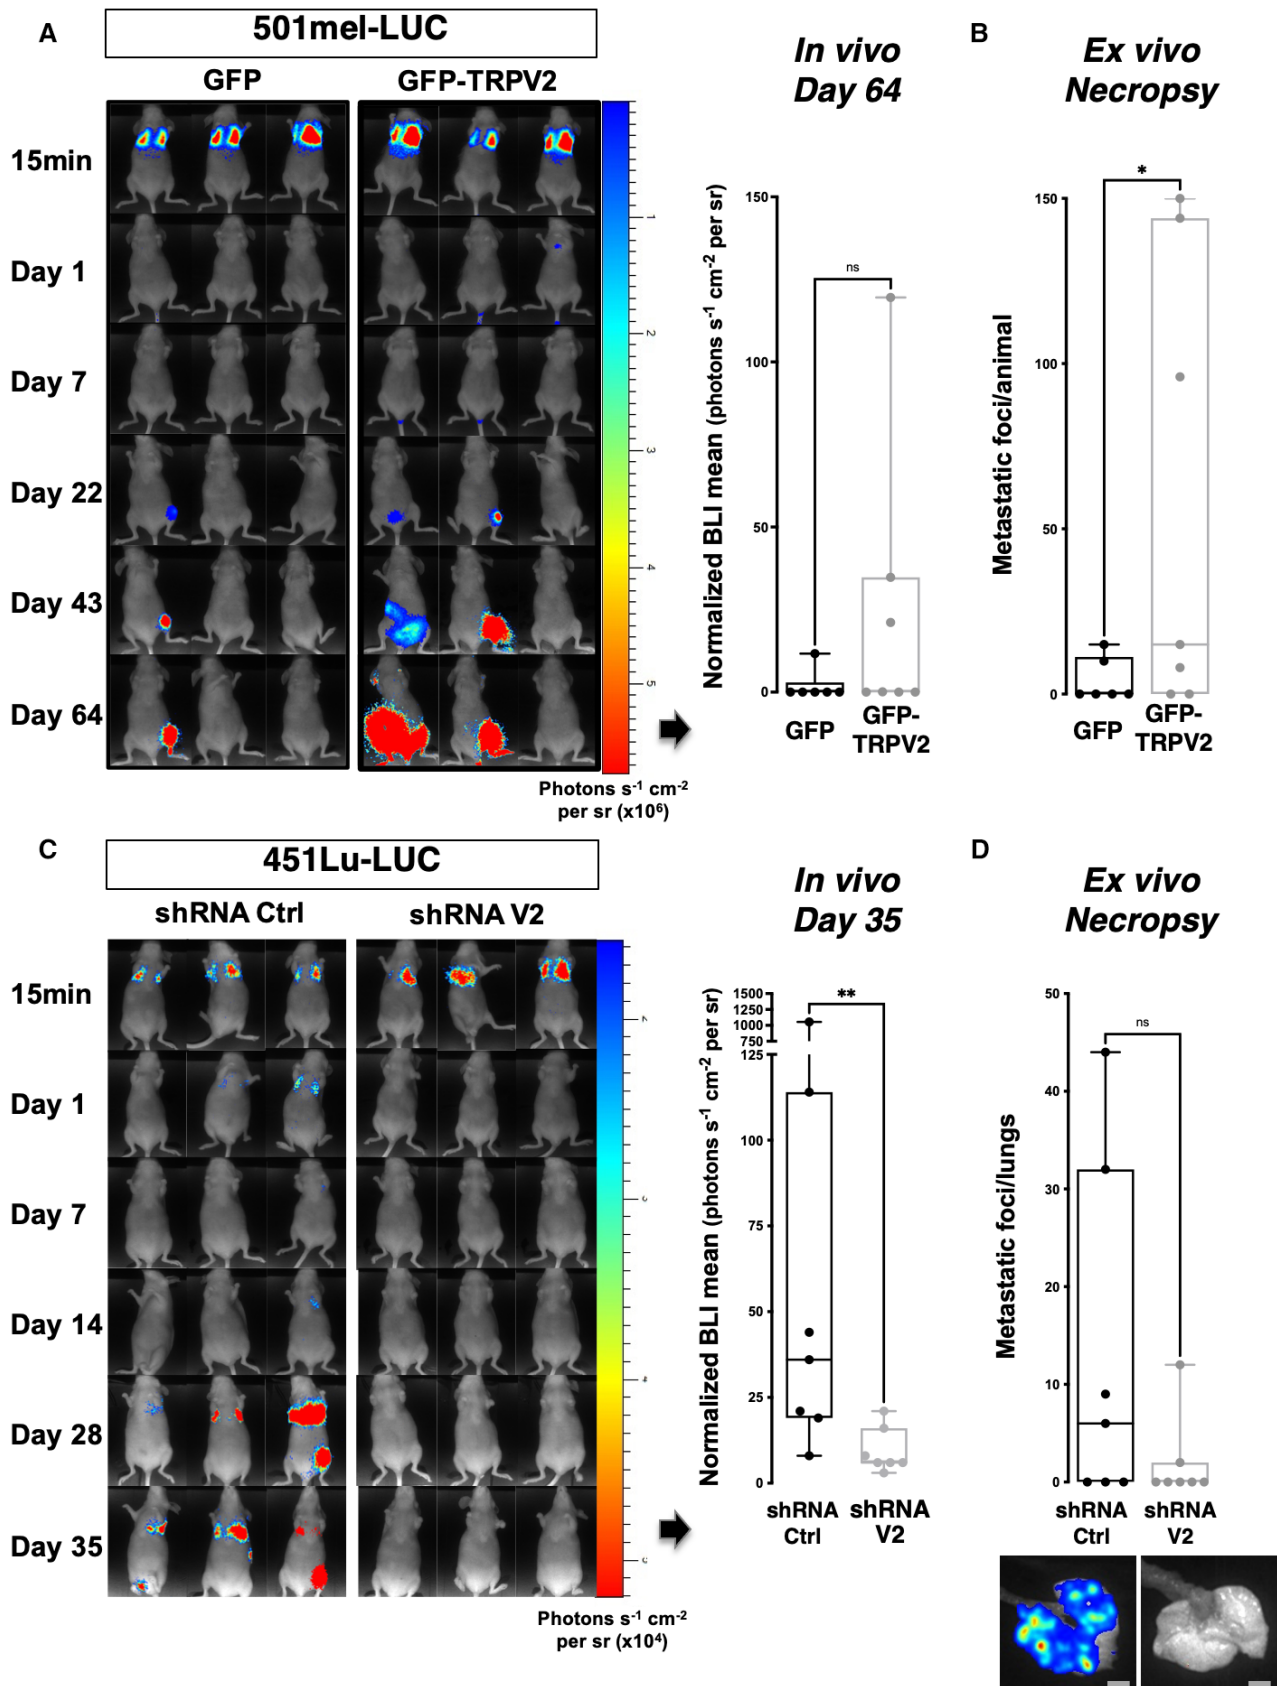 A
501mel-LUC
GFP
GFP-TRPV2
15min
Day 1
Day 7
Day 22
Day 43
Day 64
1
2
3
4
5
Photons s⁻¹ cm⁻²
per sr (x10⁶)
In vivo
Day 64
Normalized BLI mean (photons s⁻¹ cm⁻² per sr)
150
100
50
0
ns
GFP
GFP-
TRPV2
B
Ex vivo
Necropsy
Metastatic foci/animal
150
100
50
0
*
GFP
GFP-
TRPV2
C
451Lu-LUC
shRNA Ctrl
shRNA V2
15min
Day 1
Day 7
Day 14
Day 28
Day 35
Photons s⁻¹ cm⁻²
per sr (x10⁴)
In vivo
Day 35
Normalized BLI mean (photons s⁻¹ cm⁻² per sr)
1500
1250
1000
750
125
100
75
50
25
0
**
shRNA
Ctrl
shRNA
V2
D
Ex vivo
Necropsy
Metastatic foci/lungs
50
40
30
20
10
0
ns
shRNA
Ctrl
shRNA
V2